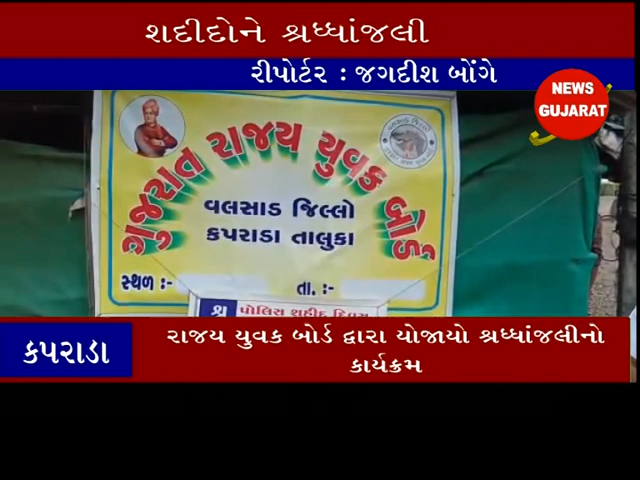 શહીદોને શ્રધ્ધાંજલી
રીપોર્ટર : જગદીશ બોંગે
NEWS
GUJARAT
ગુજરાત રાજય યુવક બોર્ડ
વલસાડ જિલ્લો
કપરાડા તાલુકા
સ્થળ :-
તા. :-
પોલિસ શહીદ દિવસ
કપરાડા
રાજય યુવક બોર્ડ દ્વારા યોજાયો શ્રધ્ધાંજલીનો
કાર્યક્રમ